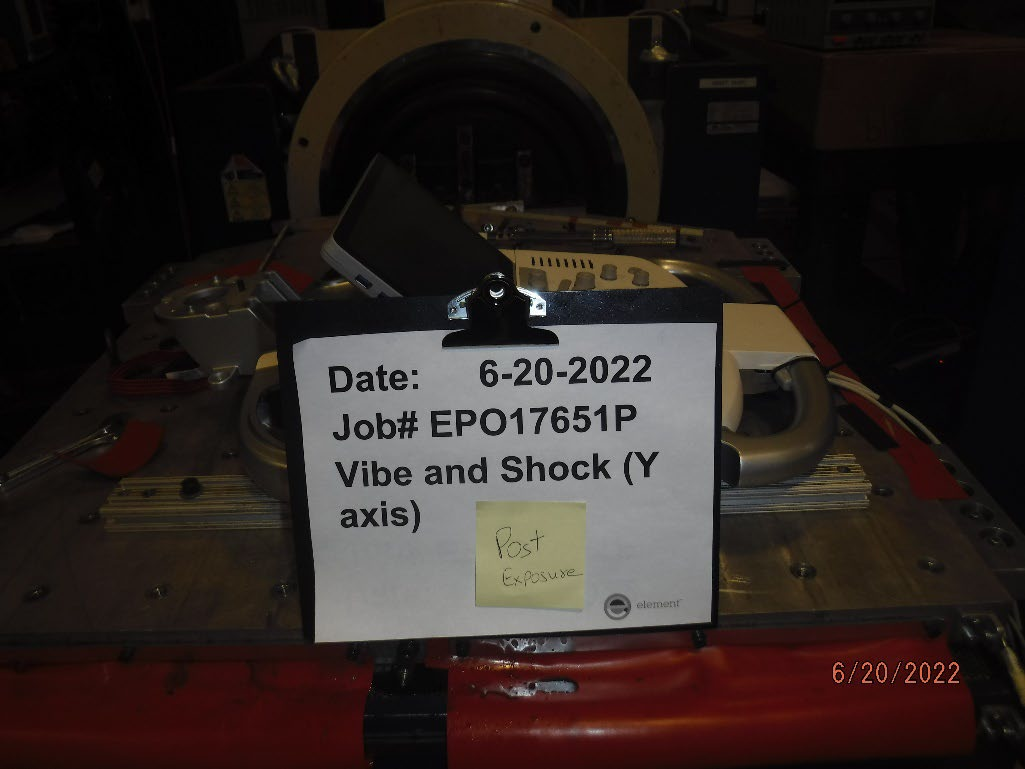 Date: 6-20-2022
Job# EPO17651P
Vibe and Shock (Y
axis)
Post
Exposure
element
6/20/2022